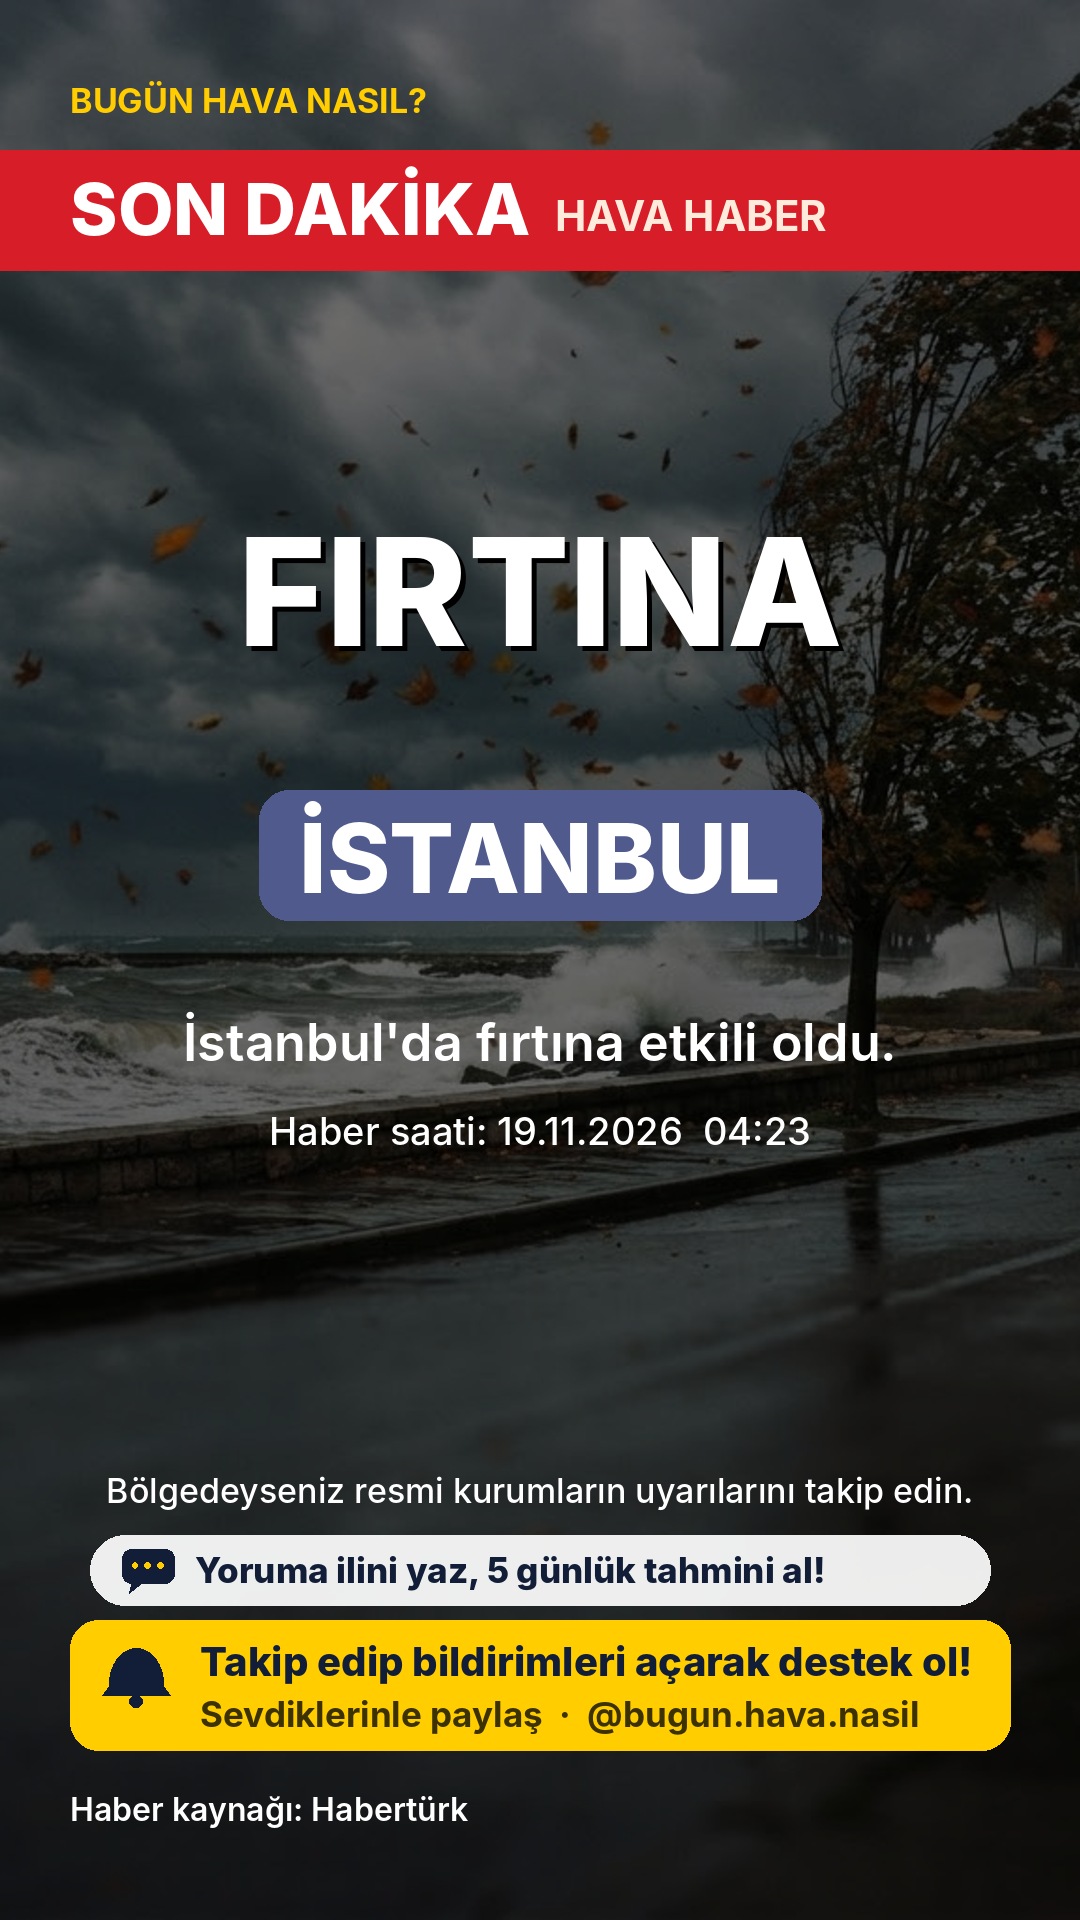 BUGÜN HAVA NASIL?
SON DAKİKA HAVA HABER
FIRTINA
İSTANBUL
İstanbul'da fırtına etkili oldu.
Haber saati: 19.11.2026 04:23
Bölgedeyseniz resmi kurumların uyarılarını takip edin.
Yoruma ilini yaz, 5 günlük tahmini al!
Takip edip bildirimleri açarak destek ol!
Sevdiklerinle paylaş · @bugun.hava.nasil
Haber kaynağı: Habertürk